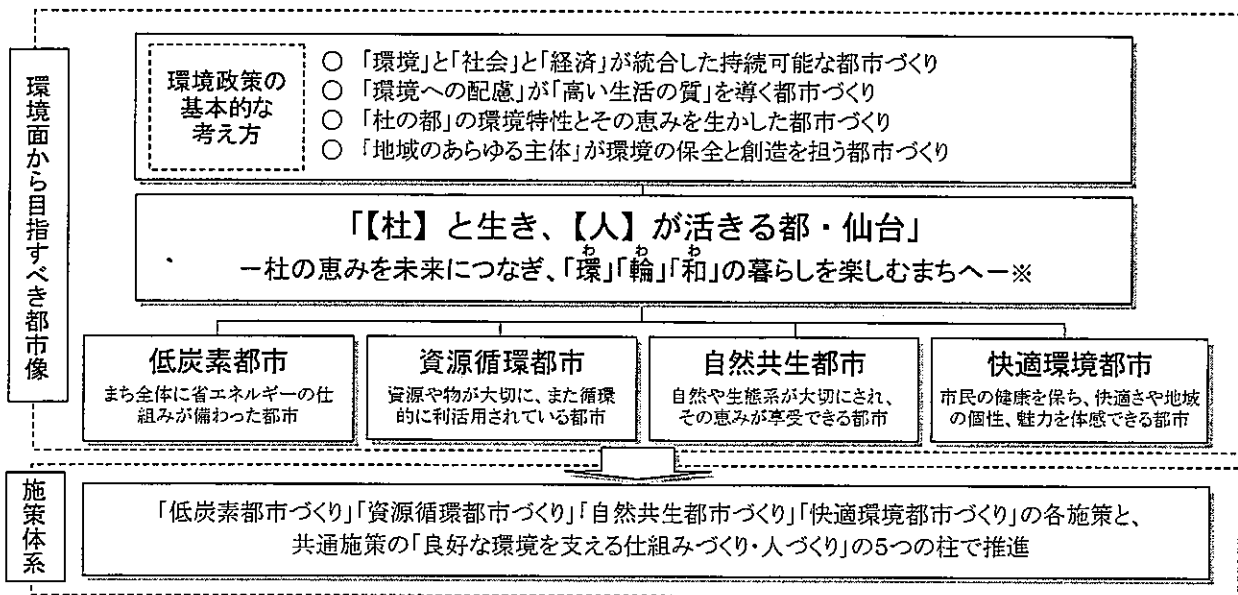 環境面から目指すべき都市像
環境政策の
基本的な
考え方
○ 「環境」と「社会」と「経済」が統合した持続可能な都市づくり
○ 「環境への配慮」が「高い生活の質」を導く都市づくり
○ 「杜の都」の環境特性とその恵みを生かした都市づくり
○ 「地域のあらゆる主体」が環境の保全と創造を担う都市づくり
「【杜】と生き、【人】が活きる都・仙台」
わ わ わ
ー杜の恵みを未来につなぎ、「環」「輪」「和」の暮らしを楽しむまちへー※
低炭素都市
まち全体に省エネルギーの仕
組みが備わった都市
資源循環都市
資源や物が大切に、また循環
的に利活用されている都市
自然共生都市
自然や生態系が大切にされ、
その恵みが享受できる都市
快適環境都市
市民の健康を保ち、快適さや地域
の個性、魅力を体感できる都市
施策体系
「低炭素都市づくり」「資源循環都市づくり」「自然共生都市づくり」「快適環境都市づくり」の各施策と、
共通施策の「良好な環境を支える仕組みづくり・人づくり」の5つの柱で推進